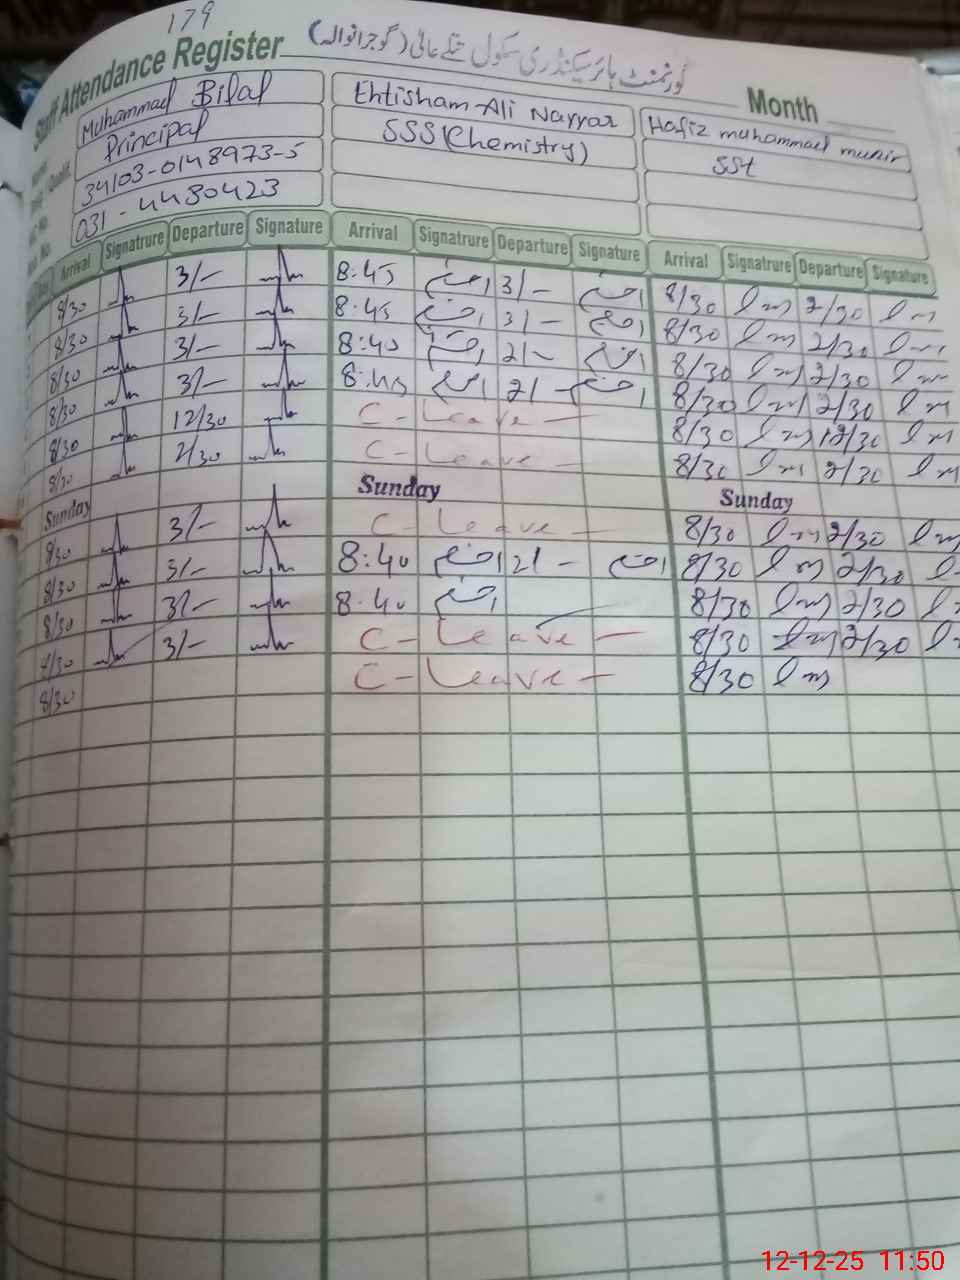 179
Staff Attendance Register گورنمنٹ ہائر سیکنڈری سکول تتلے عالی (گوجرانوالہ) Month
Muhammad Bilal Ehtisham Ali Nayyar Hafiz muhammad munir
Principal SSS (Chemistry) SSt
34103-0148973-5
031-4480423
Arrival Signatrure Departure Signature Arrival Signatrure Departure Signature Arrival Signatrure Departure Signature
8/30 3/- 8:45 3/- 8/30 2/30
8/30 3/- 8:45 3/- 8/30 2/30
8/30 3/- 8:40 2/- 8/30 2/30
8/30 3/- 8:45 2/- 8/30 2/30
8/30 12/30 C-Leave- 8/30 12/30
8/30 2/30 C-Leave- 8/30 2/30
Sunday Sunday Sunday
8/30 3/- C-Leave- 8/30 2/30
8/30 3/- 8:40 2/- 8/30 2/30
8/30 3/- 8:40 8/30 2/30
8/30 3/- C-Leave- 8/30 2/30
8/30 C-Leave- 8/30
12-12-25 11:50